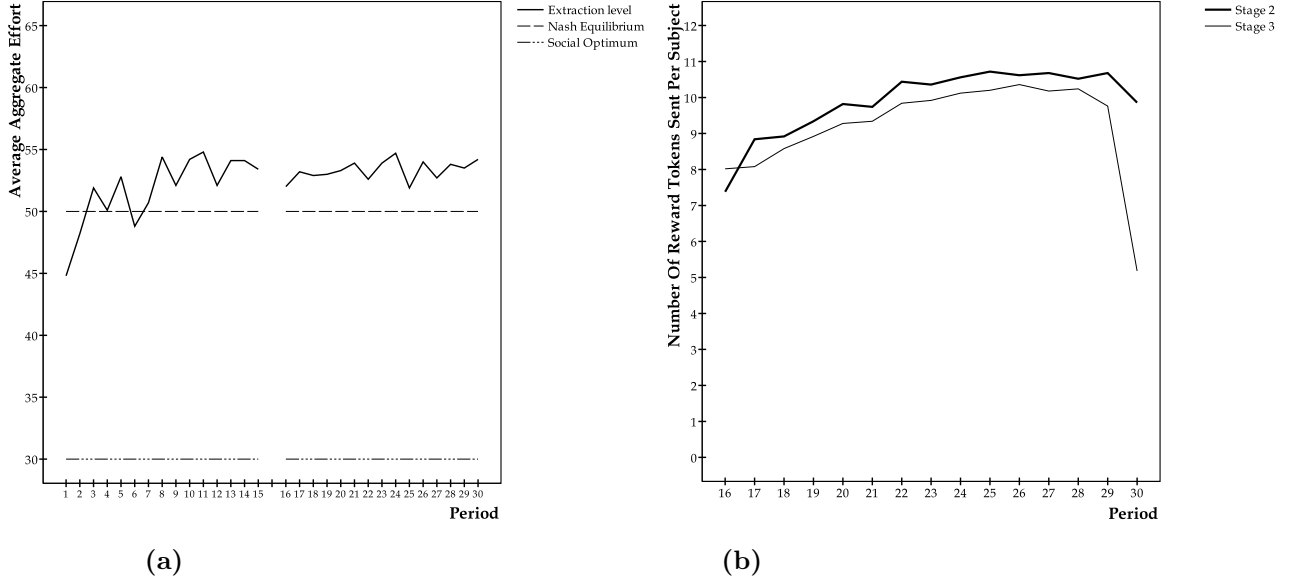 Average Aggregate Effort
65
60
55
50
45
40
35
30
1 2 3 4 5 6 7 8 9 10 11 12 13 14 15 16 17 18 19 20 21 22 23 24 25 26 27 28 29 30
Period
Extraction level
Nash Equilibrium
Social Optimum
(a)
Number Of Reward Tokens Sent Per Subject
12
11
10
9
8
7
6
5
4
3
2
1
0
16 17 18 19 20 21 22 23 24 25 26 27 28 29 30
Period
Stage 2
Stage 3
(b)